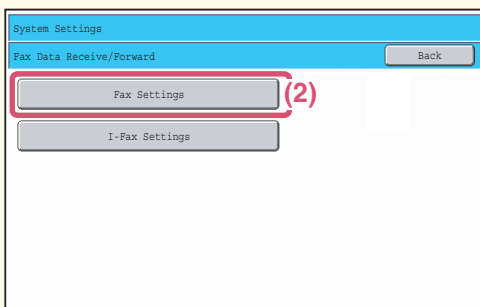 System Settings
Fax Data Receive/Forward Back
Fax Settings (2)
I-Fax Settings